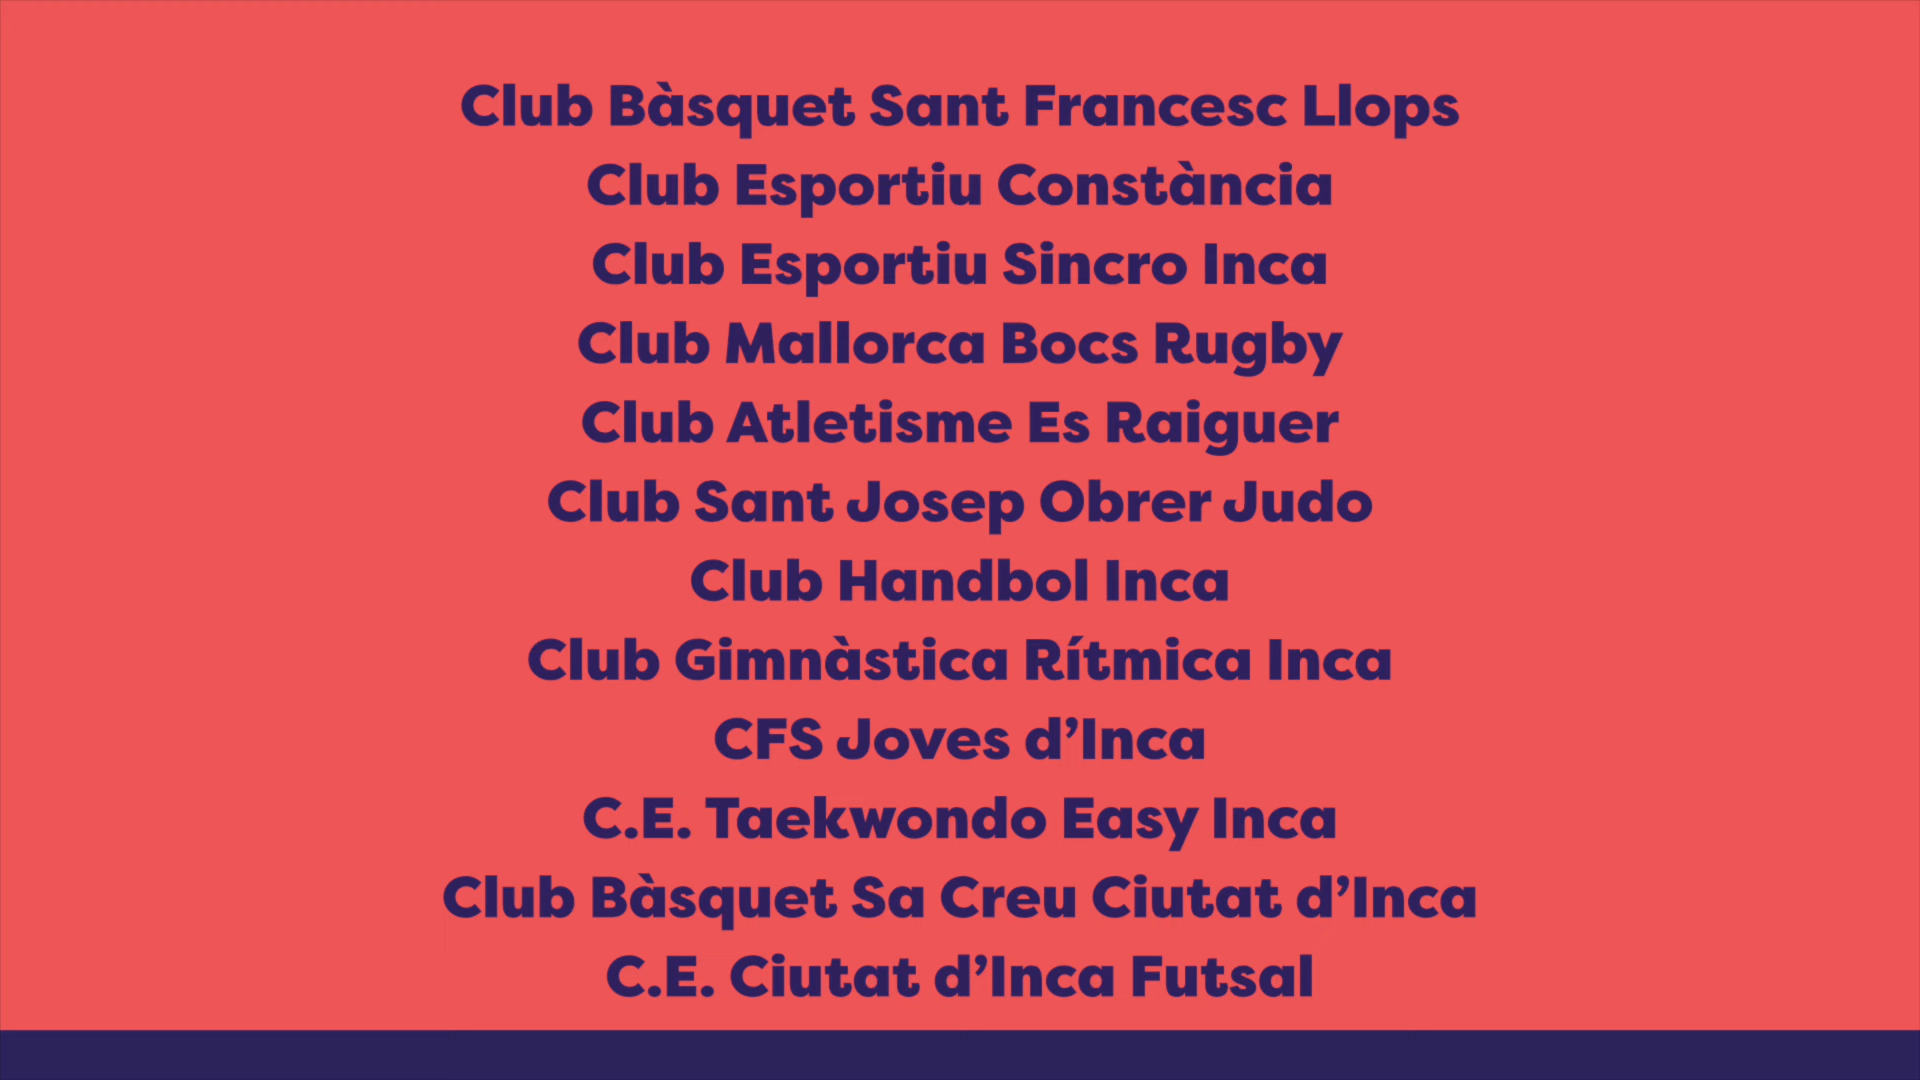 Club Bàsquet Sant Francesc Llops
Club Esportiu Constància
Club Esportiu Sincro Inca
Club Mallorca Bocs Rugby
Club Atletisme Es Raiguer
Club Sant Josep Obrer Judo
Club Handbol Inca
Club Gimnàstica Rítmica Inca
CFS Joves d’Inca
C.E. Taekwondo Easy Inca
Club Bàsquet Sa Creu Ciutat d’Inca
C.E. Ciutat d’Inca Futsal